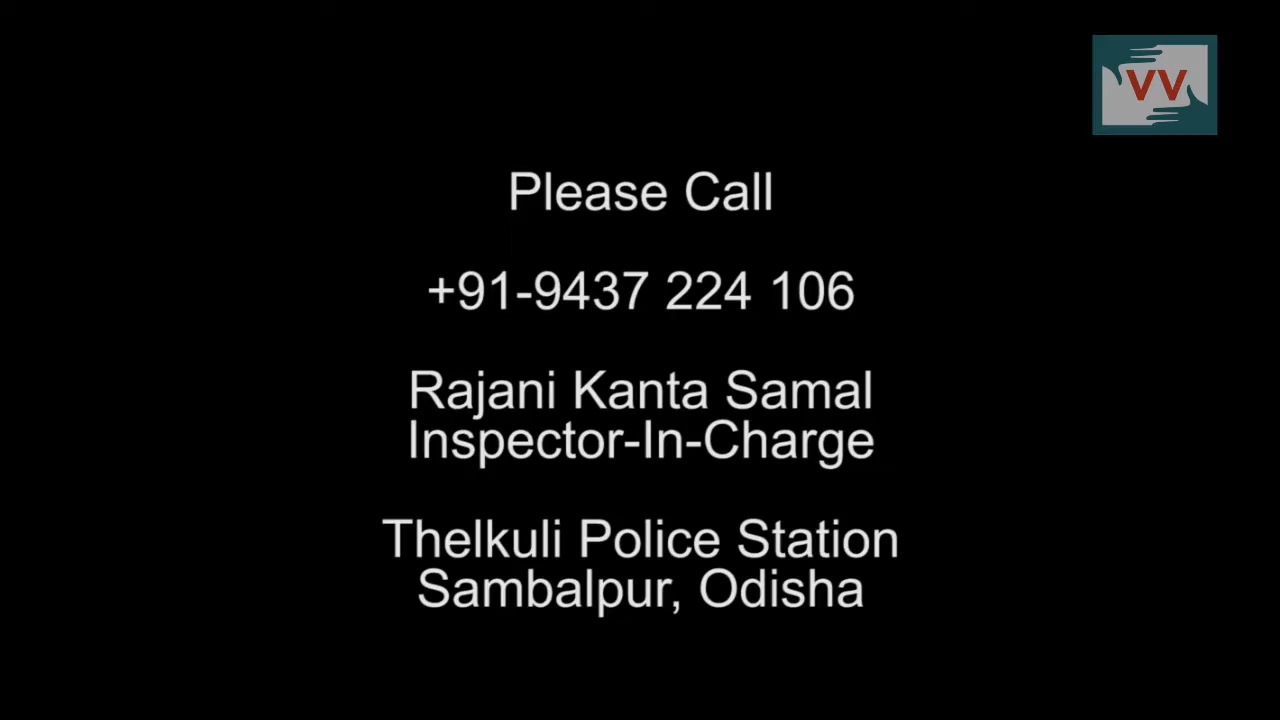 VV
Please Call
+91-9437 224 106
Rajani Kanta Samal
Inspector-In-Charge
Thelkuli Police Station
Sambalpur, Odisha